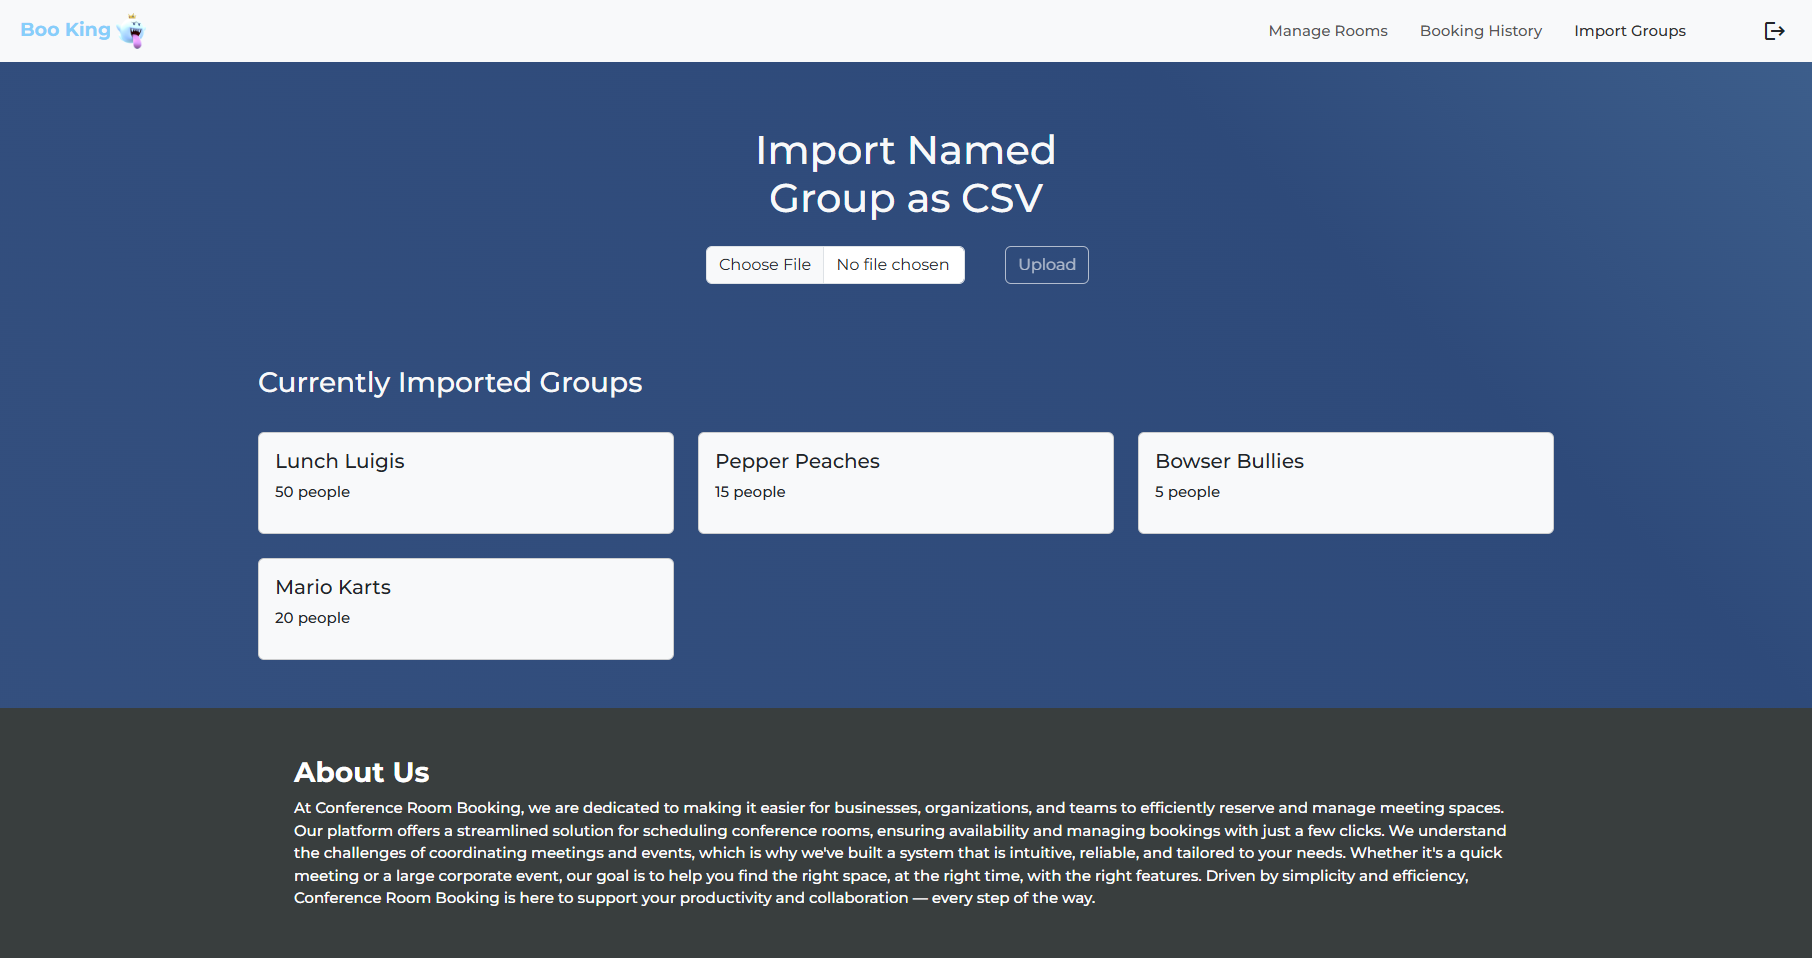 Boo King
Manage Rooms
Booking History
Import Groups
Import Named
Group as CSV
Choose File
No file chosen
Upload
Currently Imported Groups
Lunch Luigis
50 people
Pepper Peaches
15 people
Bowser Bullies
5 people
Mario Karts
20 people
About Us
At Conference Room Booking, we are dedicated to making it easier for businesses, organizations, and teams to efficiently reserve and manage meeting spaces.
Our platform offers a streamlined solution for scheduling conference rooms, ensuring availability and managing bookings with just a few clicks. We understand
the challenges of coordinating meetings and events, which is why we've built a system that is intuitive, reliable, and tailored to your needs. Whether it's a quick
meeting or a large corporate event, our goal is to help you find the right space, at the right time, with the right features. Driven by simplicity and efficiency,
Conference Room Booking is here to support your productivity and collaboration — every step of the way.